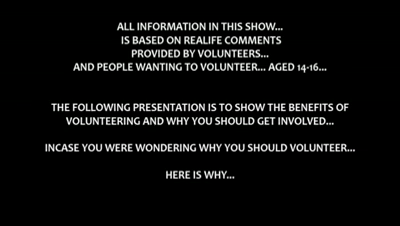 ALL INFORMATION IN THIS SHOW...
IS BASED ON REALIFE COMMENTS
PROVIDED BY VOLUNTEERS...
AND PEOPLE WANTING TO VOLUNTEER... AGED 14-16...
THE FOLLOWING PRESENTATION IS TO SHOW THE BENEFITS OF
VOLUNTEERING AND WHY YOU SHOULD GET INVOLVED...
INCASE YOU WERE WONDERING WHY YOU SHOULD VOLUNTEER...
HERE IS WHY...